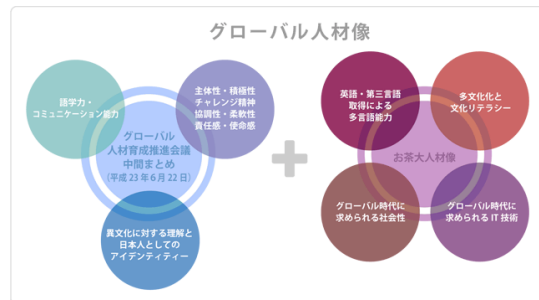 グローバル人材像
語学力・
コミュニケーション能力
主体性・積極性
チャレンジ精神
協調性・柔軟性
責任感・使命感
グローバル
人材育成推進会議
中間まとめ
(平成23年6月22日)
異文化に対する理解と
日本人としての
アイデンティティー
英語・第三言語
取得による
多言語能力
多文化化と
文化リテラシー
お茶大人材像
グローバル時代に
求められる社会性
グローバル時代に
求められるIT技術